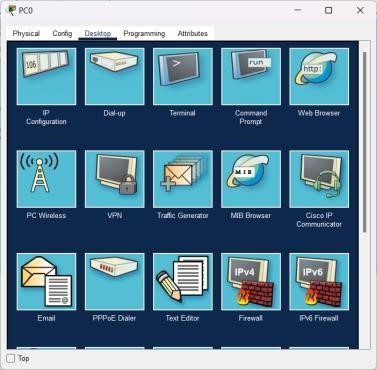 PC0
Physical Config Desktop Programming Attributes
106
run
http:
IP
Configuration
Dial-up
Terminal
Command
Prompt
Web Browser
MIB
PC Wireless
VPN
Traffic Generator
MIB Browser
Cisco IP
Communicator
IPv4
IPv6
Email
PPPoE Dialer
Text Editor
Firewall
IPv6 Firewall
Top